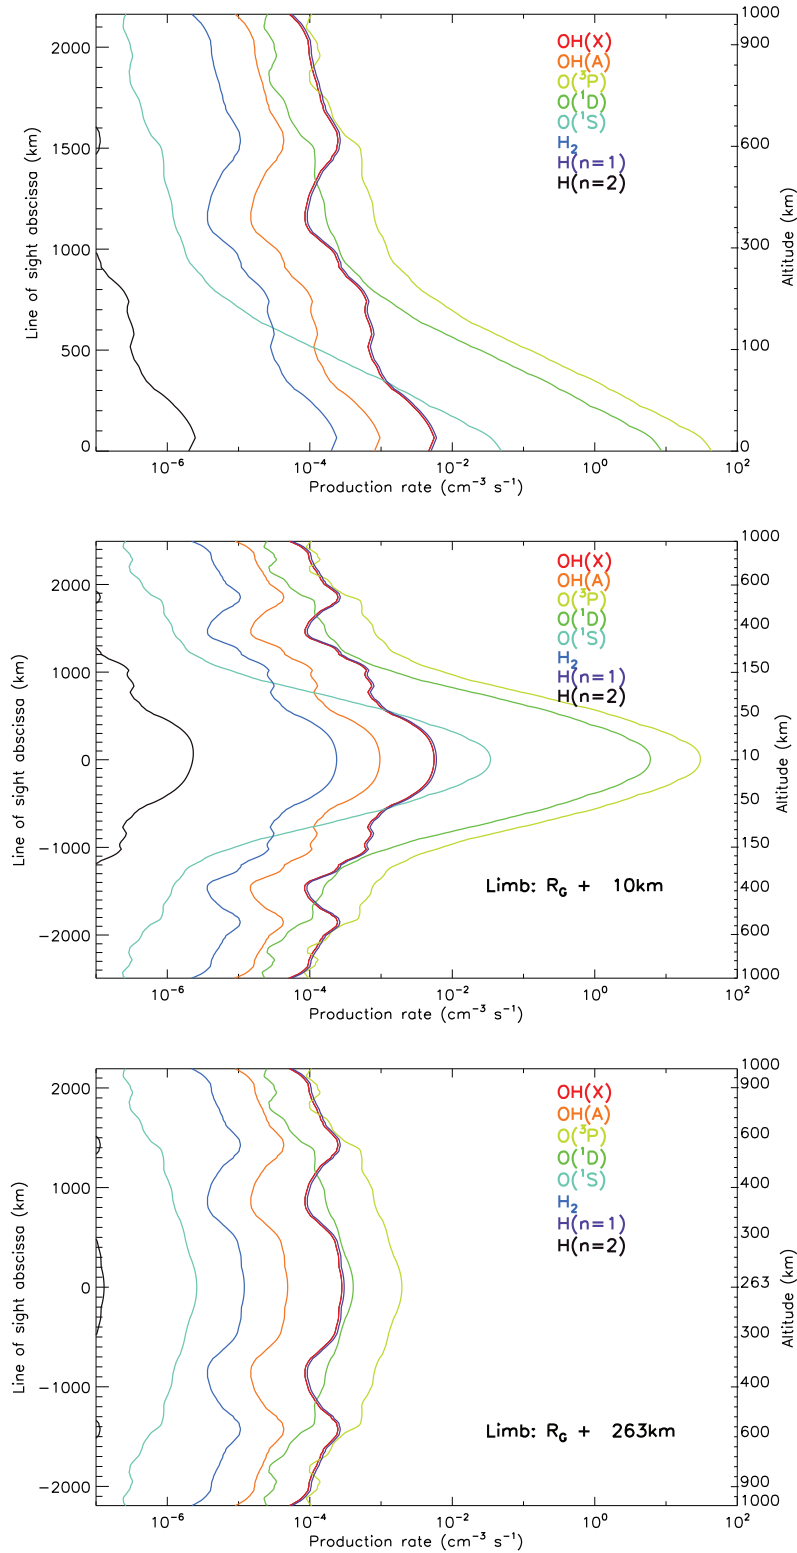 1000
2000
900
OH(X)
OH(A)
O(³P)
O(¹D)
O(¹S)
H₂
H(n=1)
H(n=2)
1500
600
1000
300
500
100
0
0
Line of sight abscissa (km)
Altitude (km)
10⁻⁶
10⁻⁴
10⁻²
10⁰
10²
Production rate (cm⁻³ s⁻¹)
1000
2000
600
OH(X)
OH(A)
O(³P)
O(¹D)
O(¹S)
H₂
H(n=1)
H(n=2)
400
1000
150
50
0
10
50
−1000
150
Limb: R_G + 10km
400
−2000
600
1000
Line of sight abscissa (km)
Altitude (km)
10⁻⁶
10⁻⁴
10⁻²
10⁰
10²
Production rate (cm⁻³ s⁻¹)
1000
2000
900
OH(X)
OH(A)
O(³P)
O(¹D)
O(¹S)
H₂
H(n=1)
H(n=2)
600
1000
400
300
0
263
300
−1000
400
Limb: R_G + 263km
600
−2000
900
1000
Line of sight abscissa (km)
Altitude (km)
10⁻⁶
10⁻⁴
10⁻²
10⁰
10²
Production rate (cm⁻³ s⁻¹)